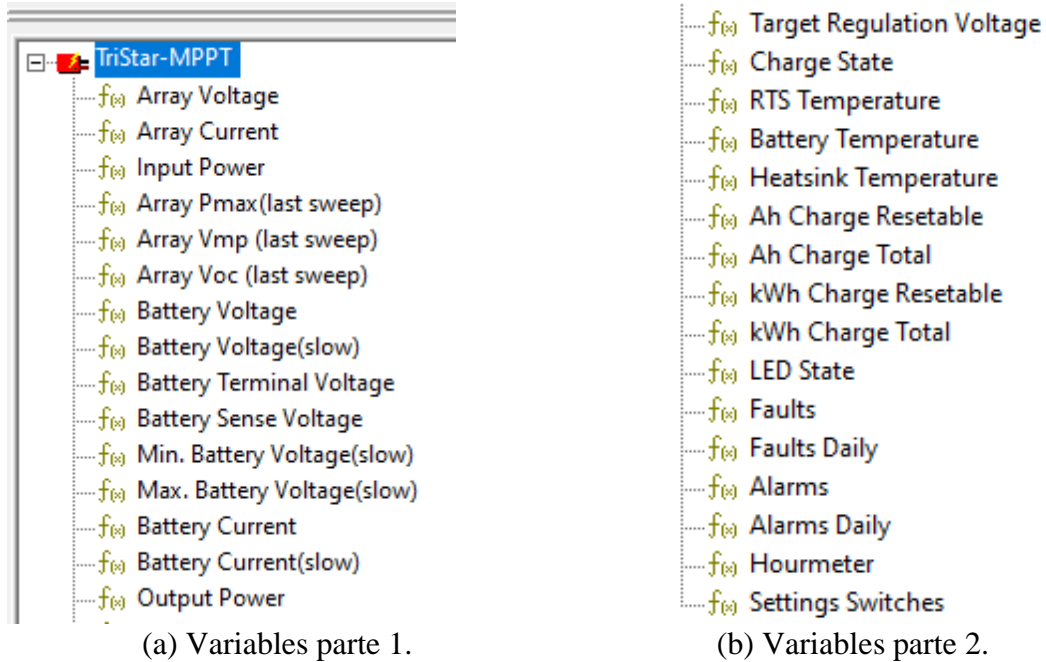 TriStar-MPPT
f(x) Array Voltage
f(x) Array Current
f(x) Input Power
f(x) Array Pmax(last sweep)
f(x) Array Vmp (last sweep)
f(x) Array Voc (last sweep)
f(x) Battery Voltage
f(x) Battery Voltage(slow)
f(x) Battery Terminal Voltage
f(x) Battery Sense Voltage
f(x) Min. Battery Voltage(slow)
f(x) Max. Battery Voltage(slow)
f(x) Battery Current
f(x) Battery Current(slow)
f(x) Output Power
(a) Variables parte 1.
f(x) Target Regulation Voltage
f(x) Charge State
f(x) RTS Temperature
f(x) Battery Temperature
f(x) Heatsink Temperature
f(x) Ah Charge Resetable
f(x) Ah Charge Total
f(x) kWh Charge Resetable
f(x) kWh Charge Total
f(x) LED State
f(x) Faults
f(x) Faults Daily
f(x) Alarms
f(x) Alarms Daily
f(x) Hourmeter
f(x) Settings Switches
(b) Variables parte 2.